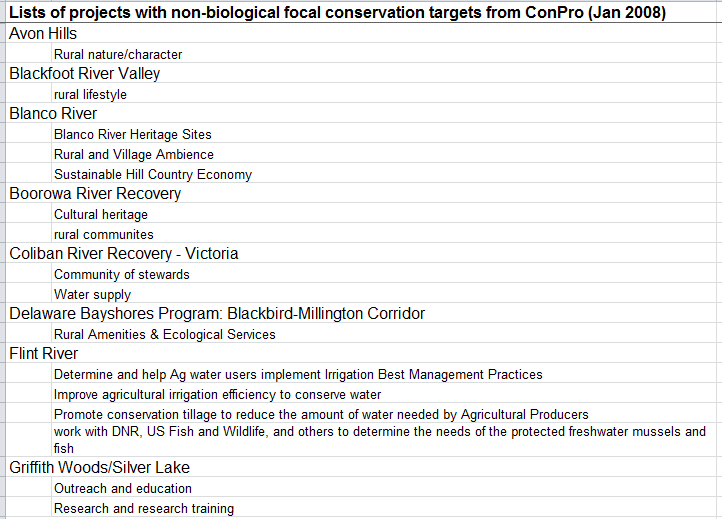 Lists of projects with non-biological focal conservation targets from ConPro (Jan 2008)
Avon Hills
Rural nature/character
Blackfoot River Valley
rural lifestyle
Blanco River
Blanco River Heritage Sites
Rural and Village Ambience
Sustainable Hill Country Economy
Boorowa River Recovery
Cultural heritage
rural communites
Coliban River Recovery - Victoria
Community of stewards
Water supply
Delaware Bayshores Program: Blackbird-Millington Corridor
Rural Amenities & Ecological Services
Flint River
Determine and help Ag water users implement Irrigation Best Management Practices
Improve agricultural irrigation efficiency to conserve water
Promote conservation tillage to reduce the amount of water needed by Agricultural Producers
work with DNR, US Fish and Wildlife, and others to determine the needs of the protected freshwater mussels and
fish
Griffith Woods/Silver Lake
Outreach and education
Research and research training